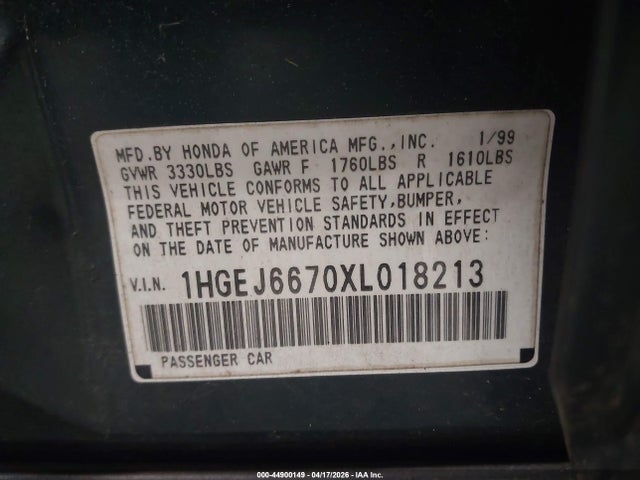 MFD.BY HONDA OF AMERICA MFG.,INC. 1/99
GVWR 3330LBS GAWR F 1760LBS R 1610LBS
THIS VEHICLE CONFORMS TO ALL APPLICABLE
FEDERAL MOTOR VEHICLE SAFETY,BUMPER,
AND THEFT PREVENTION STANDARDS IN EFFECT
ON THE DATE OF MANUFACTURE SHOWN ABOVE:
V.I.N. 1HGEJ6670XL018213
PASSENGER CAR
000-44900149 - 04/17/2026 - IAA Inc.